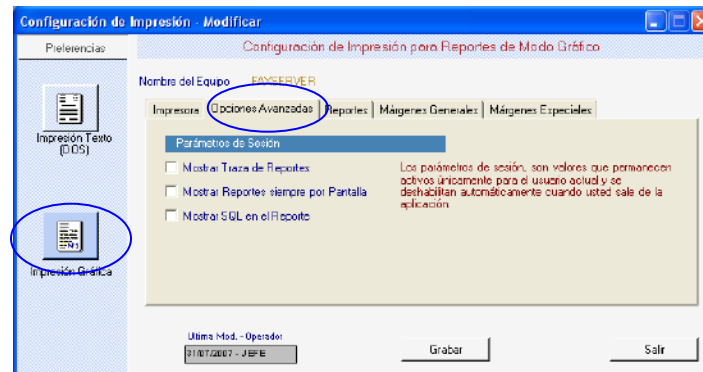 Configuración de Impresión - Modificar
Preferencias
Configuración de Impresión para Reportes de Modo Gráfico
Nombre del Equipo FAXSERVER
Impresora Opciones Avanzadas Reportes Márgenes Generales Márgenes Especiales
Impresión Texto
(DOS)
Parámetros de Sesión
Mostrar Traza de Reportes
Mostrar Reportes siempre por Pantalla
Mostrar SQL en el Reporte
Los parámetros de sesión, son valores que permanecen
activos únicamente para el usuario actual y se
deshabilitan automáticamente cuando usted sale de la
aplicación
Impresión Gráfica
Ultima Mod. - Operador
31/07/2007 - JEFE
Grabar
Salir